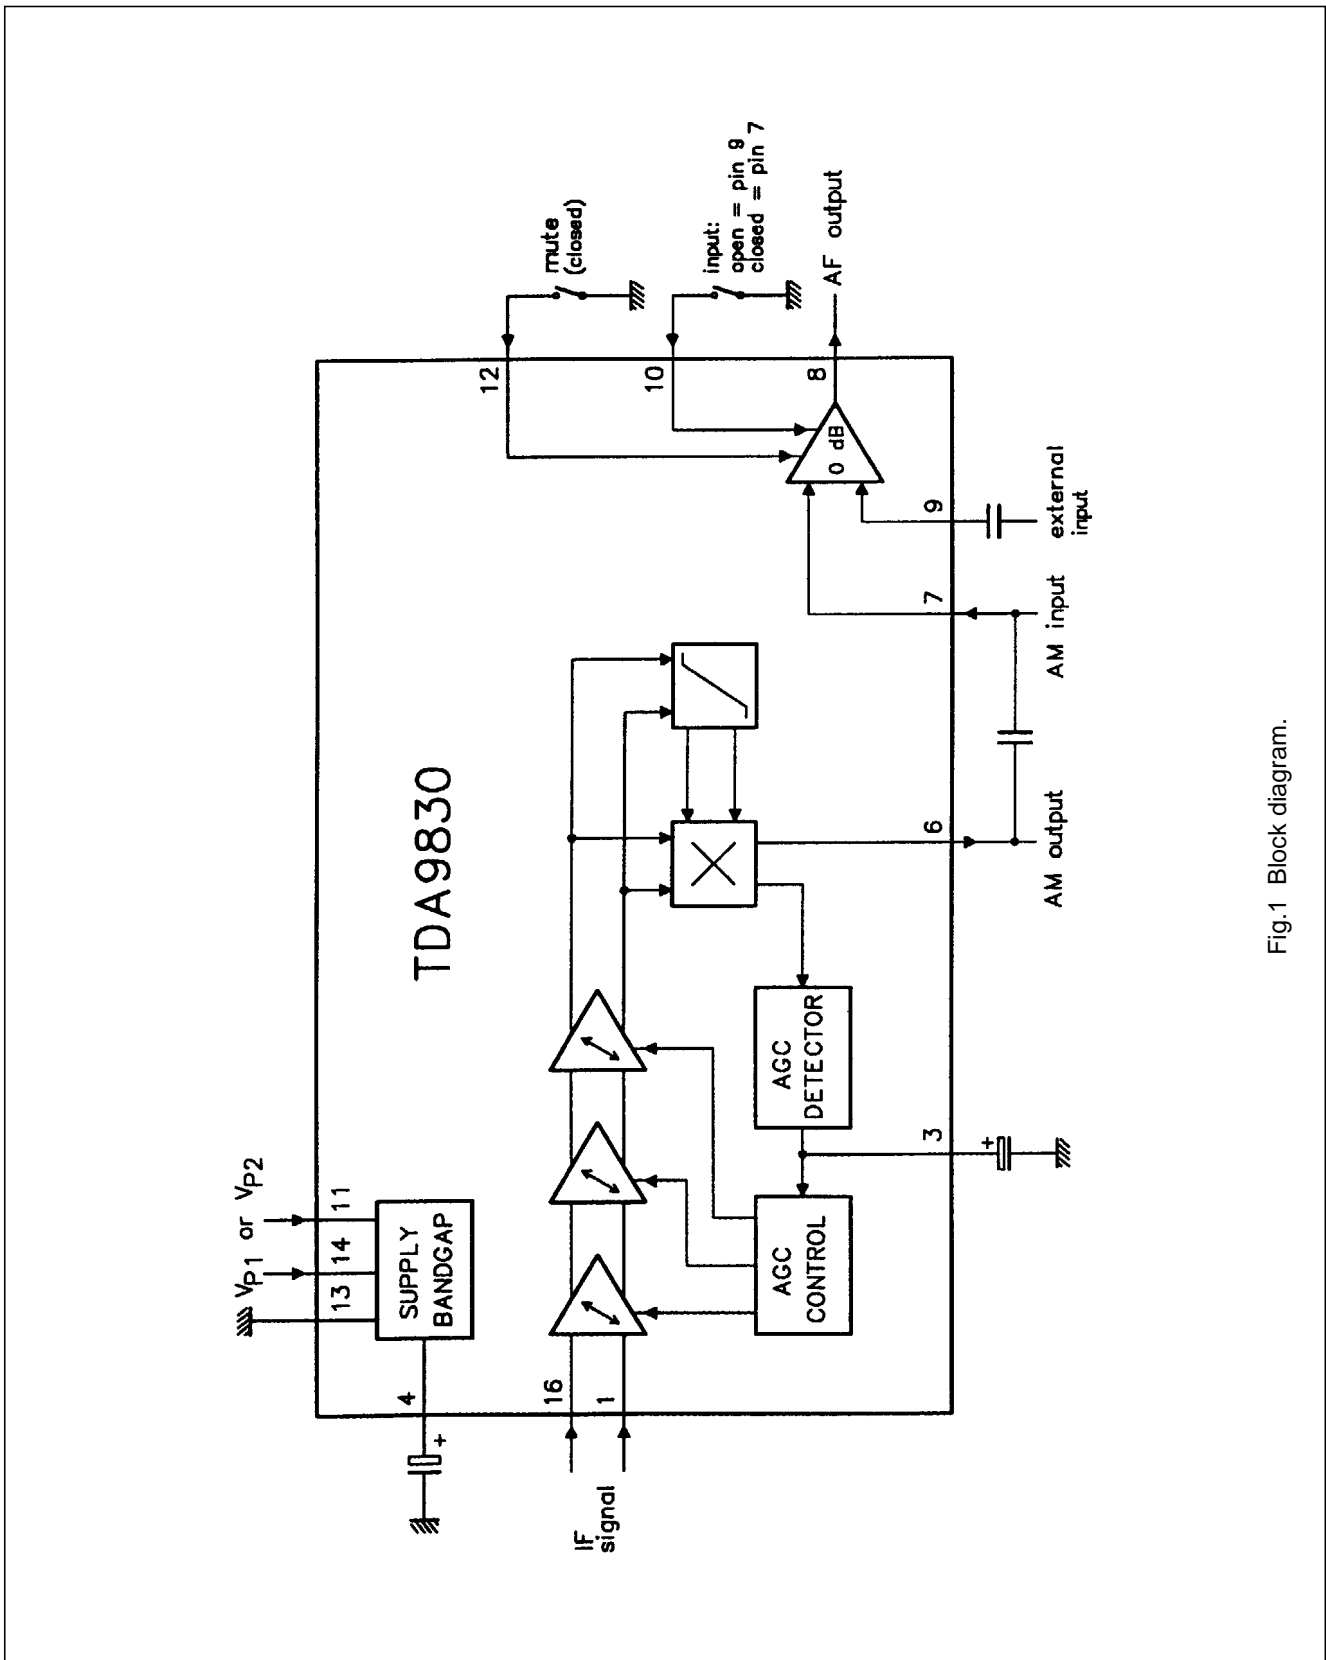 VP1 or VP2
13
14
11
SUPPLY
BANDGAP
4
TDA9830
12
mute
(closed)
10
input:
open = pin 9
closed = pin 7
8
AF output
0 dB
16
1
IF
signal
AGC
CONTROL
AGC
DETECTOR
3
6
7
9
AM output
AM input
external
input
+
+
Fig.1 Block diagram.